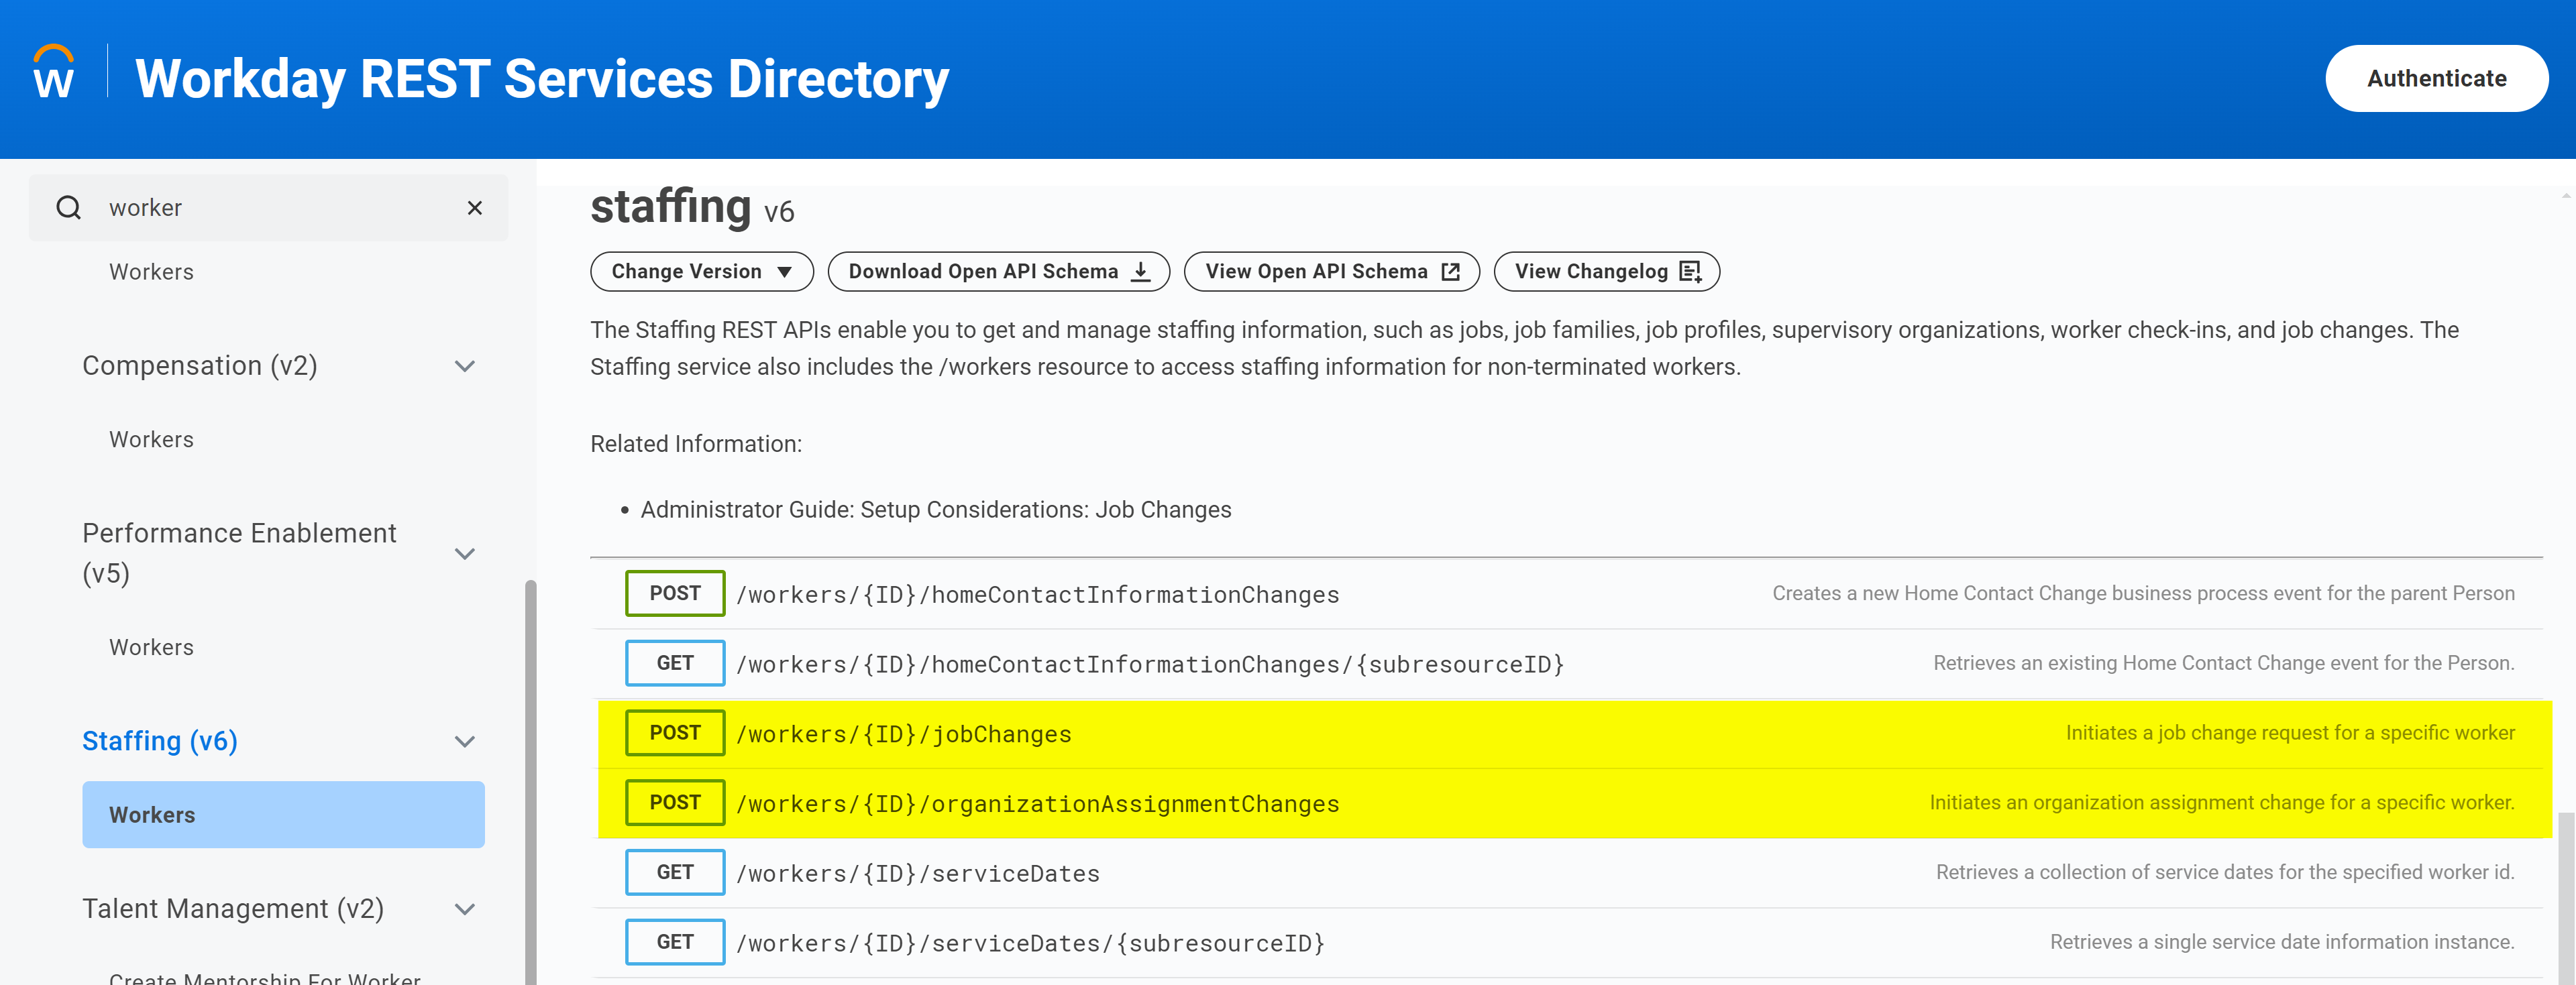 w
Workday REST Services Directory
Authenticate
worker
Workers
Compensation (v2)
Workers
Performance Enablement
(v5)
Workers
Staffing (v6)
Workers
Talent Management (v2)
Create Mentorship For Worker
staffing v6
Change Version
Download Open API Schema
View Open API Schema
View Changelog
The Staffing REST APIs enable you to get and manage staffing information, such as jobs, job families, job profiles, supervisory organizations, worker check-ins, and job changes. The
Staffing service also includes the /workers resource to access staffing information for non-terminated workers.
Related Information:
• Administrator Guide: Setup Considerations: Job Changes
POST /workers/{ID}/homeContactInformationChanges Creates a new Home Contact Change business process event for the parent Person
GET /workers/{ID}/homeContactInformationChanges/{subresourceID} Retrieves an existing Home Contact Change event for the Person.
POST /workers/{ID}/jobChanges Initiates a job change request for a specific worker
POST /workers/{ID}/organizationAssignmentChanges Initiates an organization assignment change for a specific worker.
GET /workers/{ID}/serviceDates Retrieves a collection of service dates for the specified worker id.
GET /workers/{ID}/serviceDates/{subresourceID} Retrieves a single service date information instance.